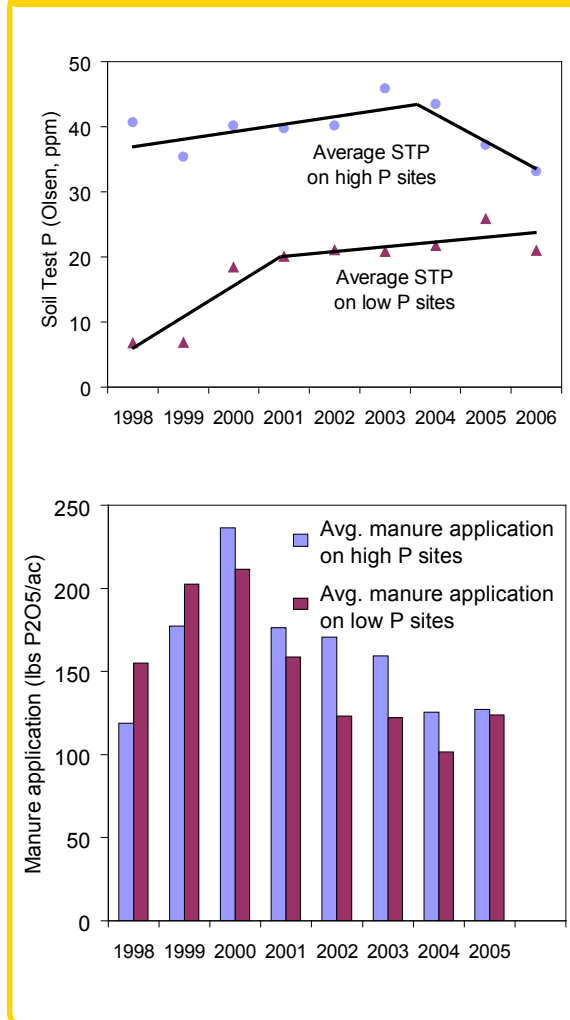 50
40
30
20
10
0
Soil Test P (Olsen, ppm)
Average STP
on high P sites
Average STP
on low P sites
1998 1999 2000 2001 2002 2003 2004 2005 2006
250
200
150
100
50
0
Manure application (lbs P2O5/ac)
Avg. manure application
on high P sites
Avg. manure application
on low P sites
1998 1999 2000 2001 2002 2003 2004 2005